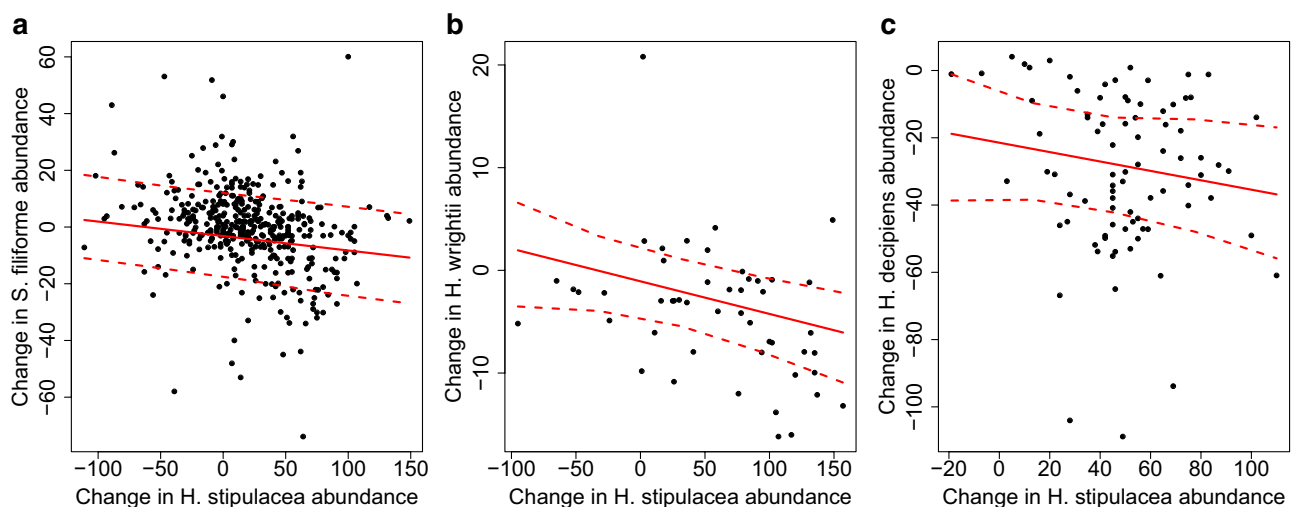 a
Change in S. filiforme abundance
60
40
20
0
−20
−40
−60
−100 −50 0 50 100 150
Change in H. stipulacea abundance
b
Change in H. wrightii abundance
20
10
0
−10
−100 −50 0 50 100 150
Change in H. stipulacea abundance
c
Change in H. decipiens abundance
0
−20
−40
−60
−80
−100
−20 0 20 40 60 80 100
Change in H. stipulacea abundance